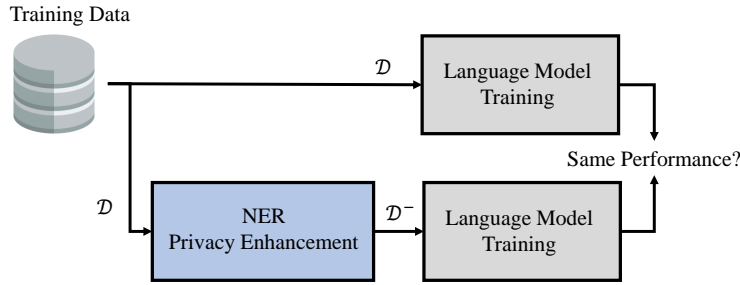 Training Data
𝒟
Language Model
Training
Same Performance?
𝒟
NER
Privacy Enhancement
𝒟⁻
Language Model
Training